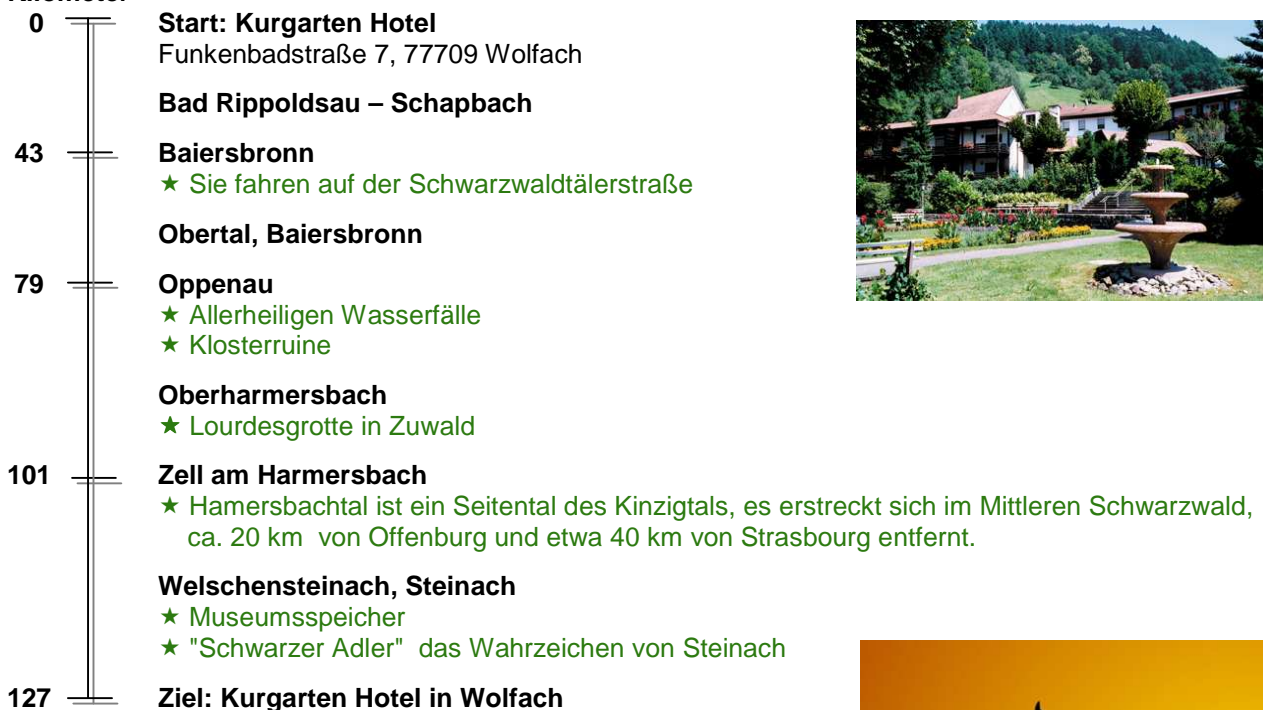 Kilometer
0 Start: Kurgarten Hotel
Funkenbadstraße 7, 77709 Wolfach
Bad Rippoldsau – Schapbach
43 Baiersbronn
★ Sie fahren auf der Schwarzwaldtälerstraße
Obertal, Baiersbronn
79 Oppenau
★ Allerheiligen Wasserfälle
★ Klosterruine
Oberharmersbach
★ Lourdesgrotte in Zuwald
101 Zell am Harmersbach
★ Hamersbachtal ist ein Seitental des Kinzigtals, es erstreckt sich im Mittleren Schwarzwald,
ca. 20 km von Offenburg und etwa 40 km von Strasbourg entfernt.
Welschensteinach, Steinach
★ Museumsspeicher
★ "Schwarzer Adler" das Wahrzeichen von Steinach
127 Ziel: Kurgarten Hotel in Wolfach